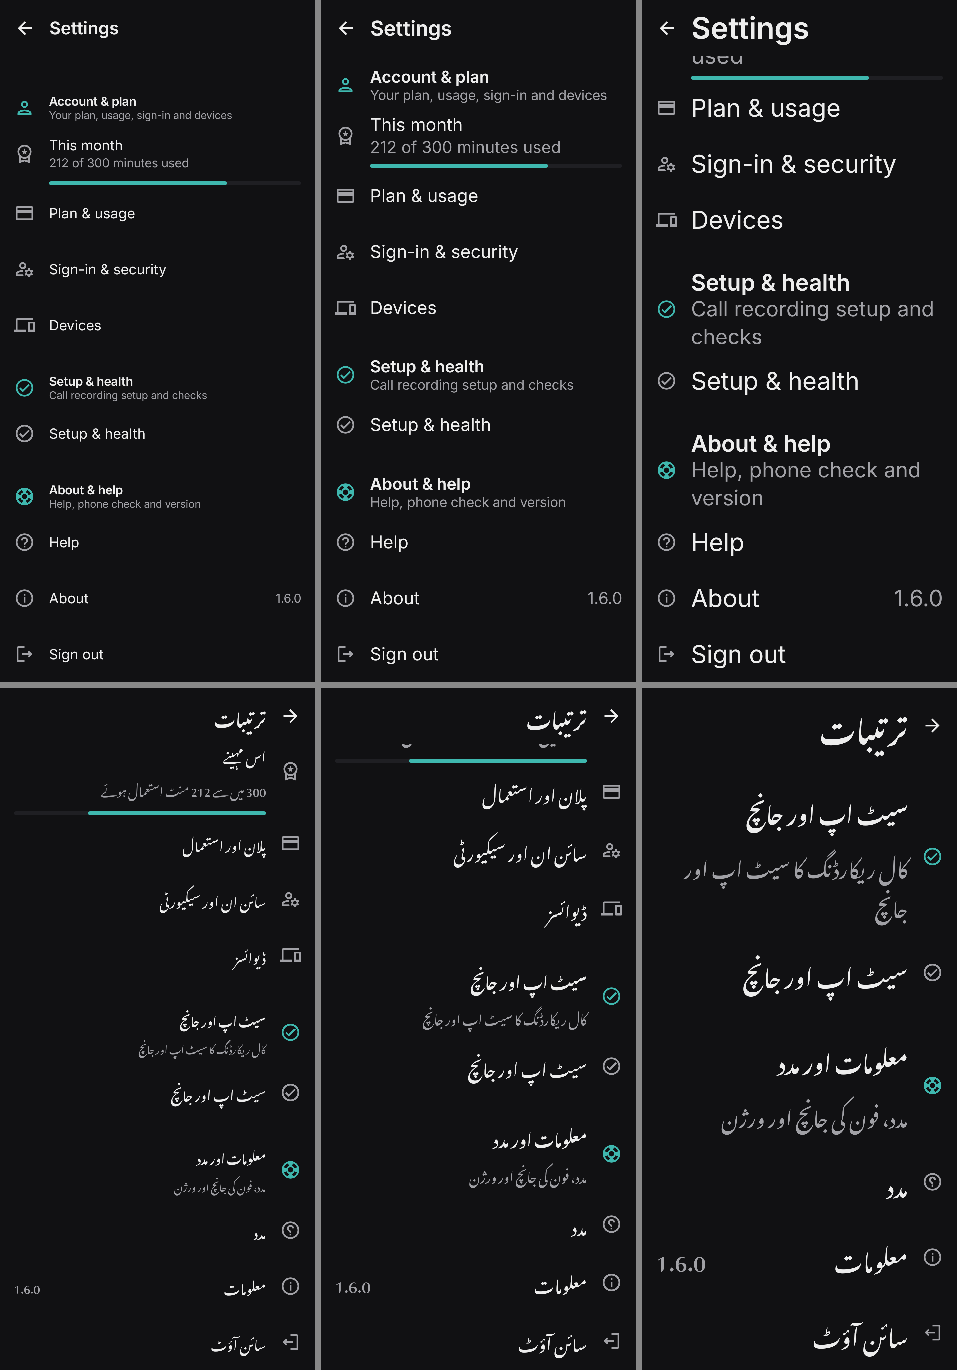 Settings
Account & plan
Your plan, usage, sign-in and devices
This month
212 of 300 minutes used
Plan & usage
Sign-in & security
Devices
Setup & health
Call recording setup and checks
Setup & health
About & help
Help, phone check and version
Help
About
1.6.0
Sign out
Settings
Account & plan
Your plan, usage, sign-in and devices
This month
212 of 300 minutes used
Plan & usage
Sign-in & security
Devices
Setup & health
Call recording setup and checks
Setup & health
About & help
Help, phone check and version
Help
About
1.6.0
Sign out
Settings
used
Plan & usage
Sign-in & security
Devices
Setup & health
Call recording setup and
checks
Setup & health
About & help
Help, phone check and
version
Help
About
1.6.0
Sign out
ترتیبات
اس مہینے
300 میں سے 212 منٹ استعمال ہوئے
پلان اور استعمال
سائن ان اور سیکیورٹی
ڈیوائسز
سیٹ اپ اور جانچ
کال ریکارڈنگ کا سیٹ اپ اور جانچ
سیٹ اپ اور جانچ
معلومات اور مدد
مدد، فون کی جانچ اور ورژن
مدد
معلومات
1.6.0
سائن آؤٹ
ترتیبات
پلان اور استعمال
سائن ان اور سیکیورٹی
ڈیوائسز
سیٹ اپ اور جانچ
کال ریکارڈنگ کا سیٹ اپ اور جانچ
سیٹ اپ اور جانچ
معلومات اور مدد
مدد، فون کی جانچ اور ورژن
مدد
معلومات
1.6.0
سائن آؤٹ
ترتیبات
سیٹ اپ اور جانچ
کال ریکارڈنگ کا سیٹ اپ اور
جانچ
سیٹ اپ اور جانچ
معلومات اور مدد
مدد، فون کی جانچ اور ورژن
مدد
معلومات
1.6.0
سائن آؤٹ